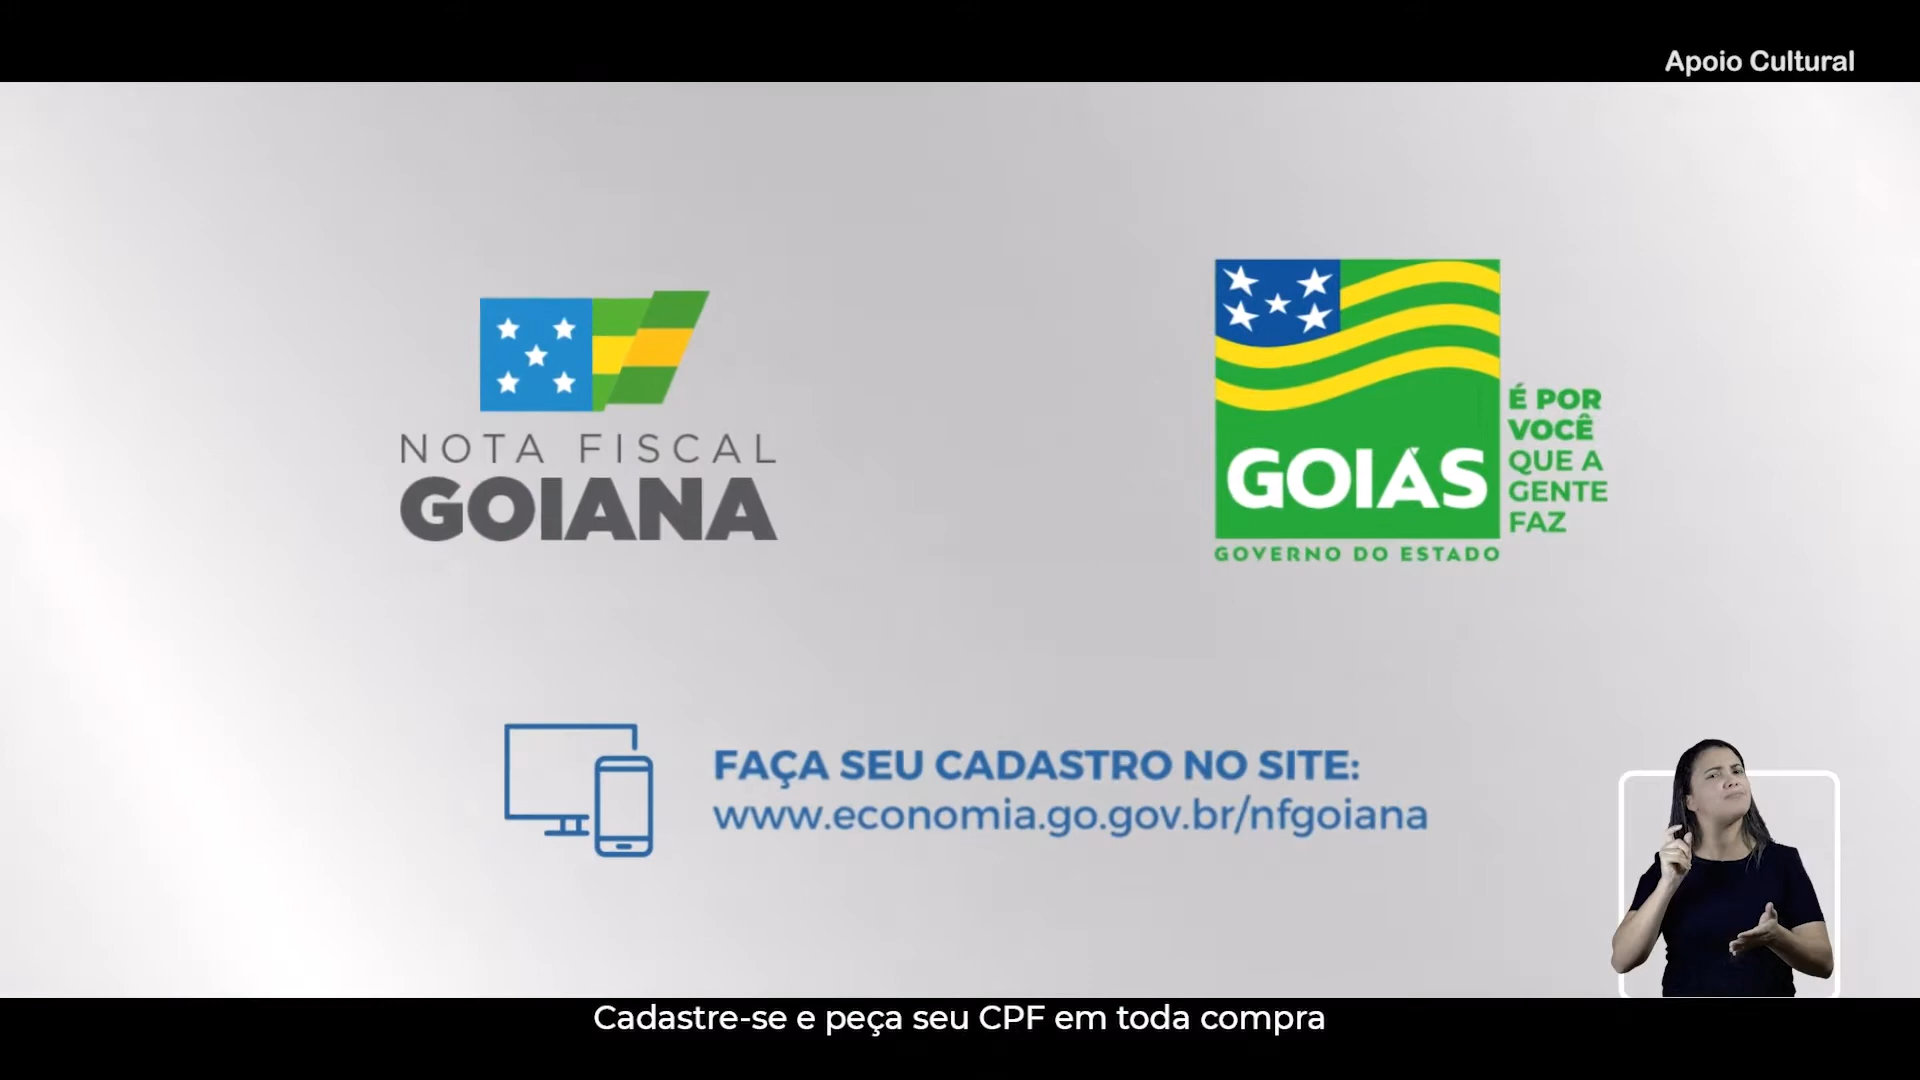 Apoio Cultural
NOTA FISCAL
GOIANA
GOIÁS
GOVERNO DO ESTADO
É POR
VOCÊ
QUE A
GENTE
FAZ
FAÇA SEU CADASTRO NO SITE:
www.economia.go.gov.br/nfgoiana
Cadastre-se e peça seu CPF em toda compra